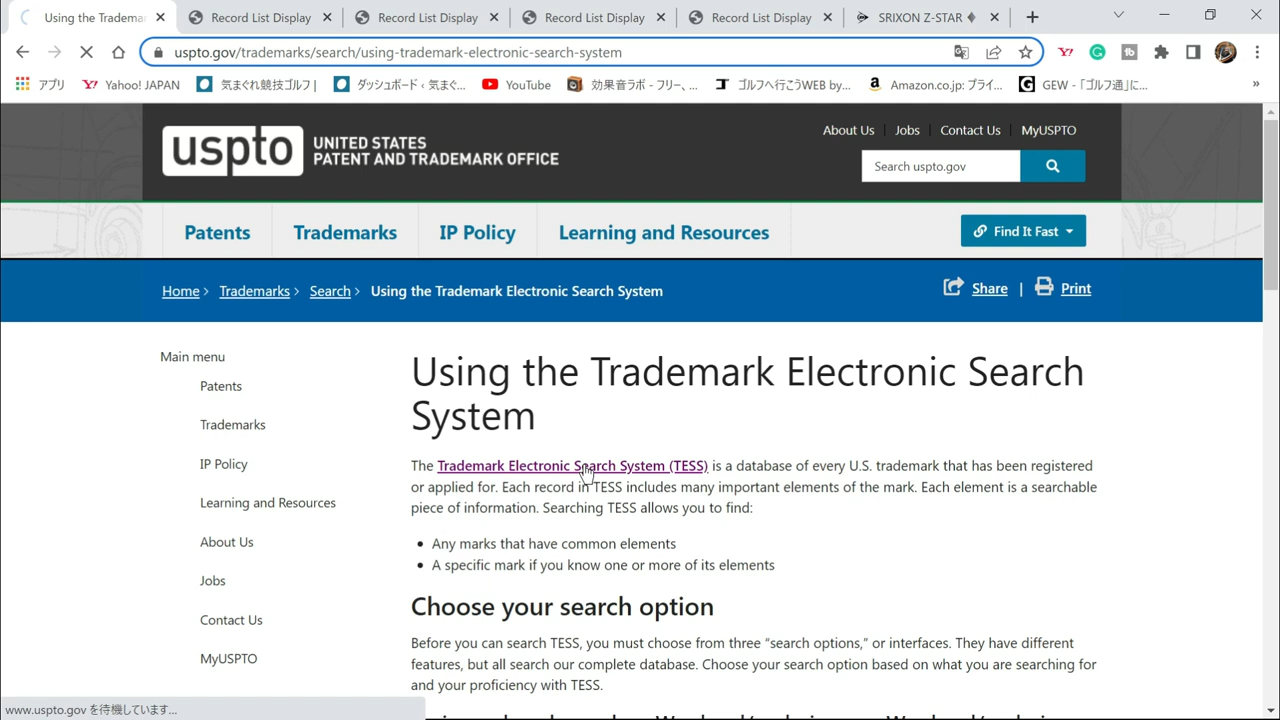 Using the Tradema
Record List Display
Record List Display
Record List Display
Record List Display
SRIXON Z-STAR
uspto.gov/trademarks/search/using-trademark-electronic-search-system
アプリ
Yahoo! JAPAN
気まぐれ競技ゴルフ |
ダッシュボード ‹ 気まぐ...
YouTube
効果音ラボ - フリー、...
ゴルフへ行こうWEB by...
Amazon.co.jp: プライ...
GEW -「ゴルフ通」に...
»
uspto
UNITED STATES
PATENT AND TRADEMARK OFFICE
About Us
Jobs
Contact Us
MyUSPTO
Search uspto.gov
Patents
Trademarks
IP Policy
Learning and Resources
Find It Fast
Home > Trademarks > Search > Using the Trademark Electronic Search System
Share | Print
Main menu
Patents
Trademarks
IP Policy
Learning and Resources
About Us
Jobs
Contact Us
MyUSPTO
Using the Trademark Electronic Search
System
The Trademark Electronic Search System (TESS) is a database of every U.S. trademark that has been registered
or applied for. Each record in TESS includes many important elements of the mark. Each element is a searchable
piece of information. Searching TESS allows you to find:
• Any marks that have common elements
• A specific mark if you know one or more of its elements
Choose your search option
Before you can search TESS, you must choose from three “search options,” or interfaces. They have different
features, but all search our complete database. Choose your search option based on what you are searching for
and your proficiency with TESS.
www.uspto.gov を待機しています...